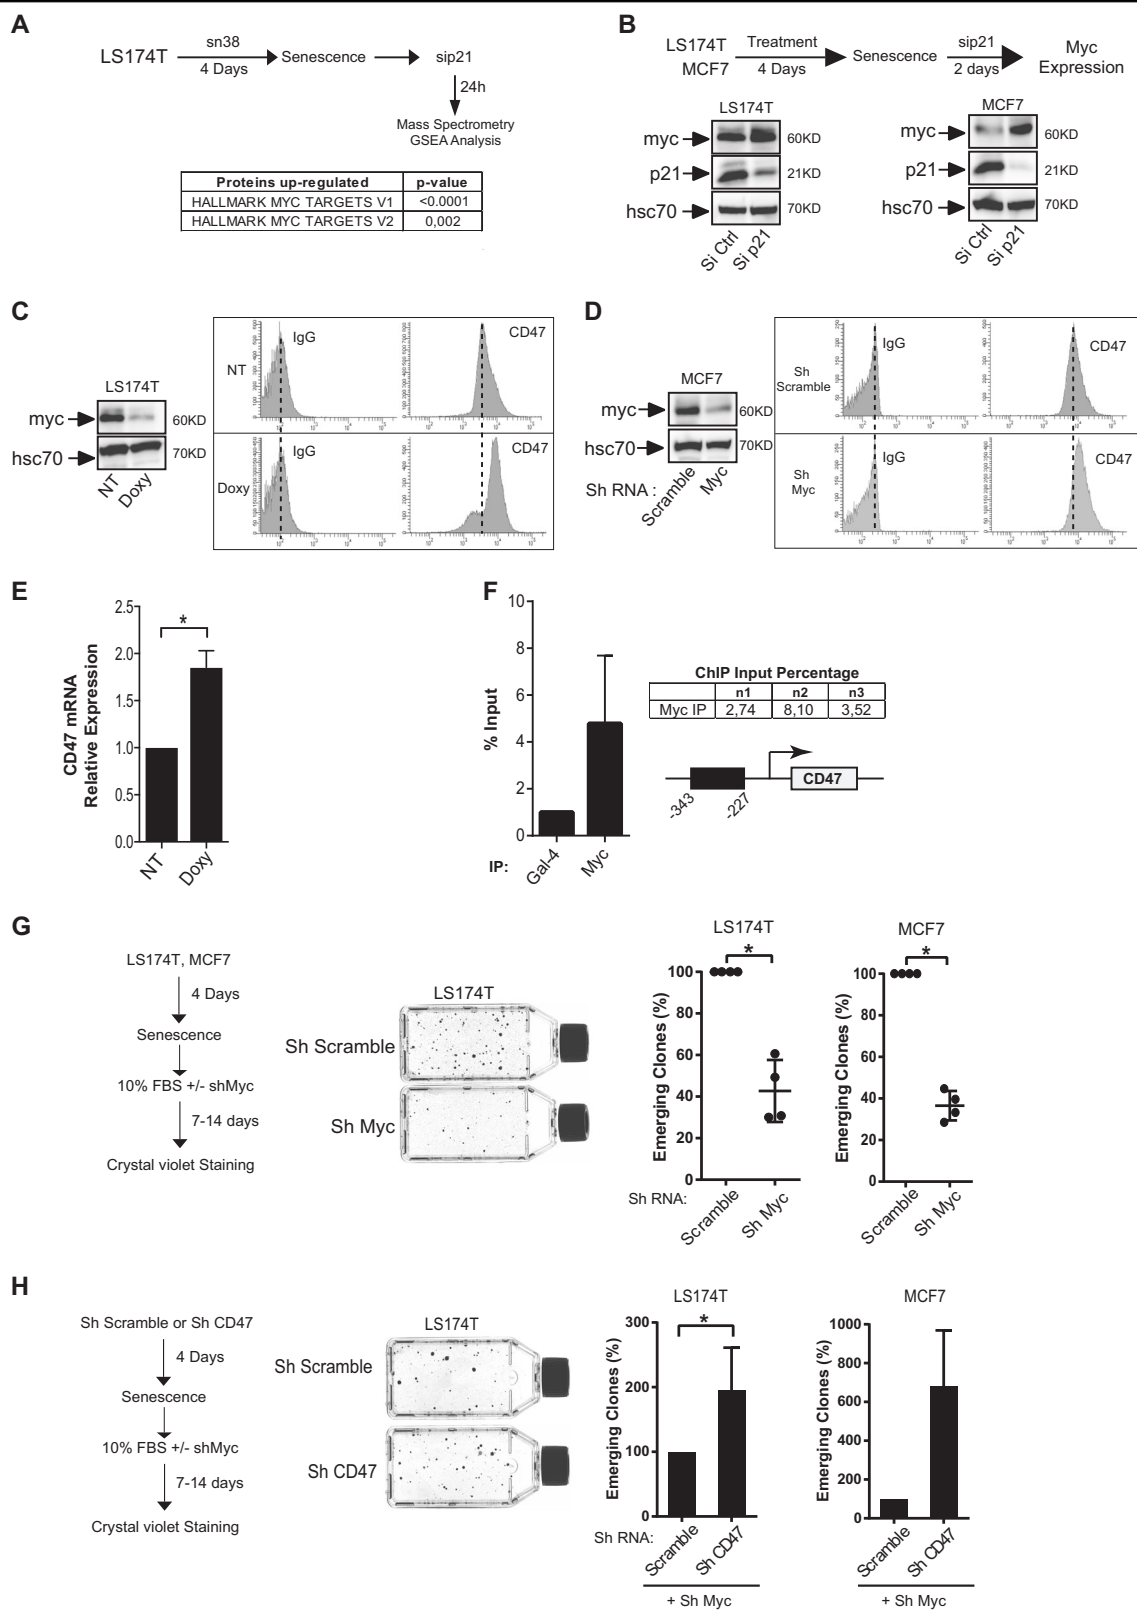 A
LS174T
sn38
4 Days
Senescence
sip21
24h
Mass Spectrometry
GSEA Analysis
Proteins up-regulated p-value
HALLMARK MYC TARGETS V1 <0.0001
HALLMARK MYC TARGETS V2 0,002
B
LS174T
MCF7
Treatment
4 Days
Senescence
sip21
2 days
Myc
Expression
LS174T
myc 60KD
p21 21KD
hsc70 70KD
Si Ctrl Si p21
MCF7
myc 60KD
p21 21KD
hsc70 70KD
Si Ctrl Si p21
C
LS174T
myc 60KD
hsc70 70KD
NT Doxy
NT IgG CD47
Doxy IgG CD47
D
MCF7
myc 60KD
hsc70 70KD
Sh RNA : Scramble Myc
Sh
Scramble
IgG CD47
Sh
Myc
IgG CD47
E
CD47 mRNA
Relative Expression
2.5
2.0
1.5
1.0
0.5
0.0
*
NT Doxy
F
% Input
10
8
6
4
2
0
IP: Gal-4 Myc
ChIP Input Percentage
n1 n2 n3
Myc IP 2,74 8,10 3,52
CD47
-343 -227
G
LS174T, MCF7
4 Days
Senescence
10% FBS +/- shMyc
7-14 days
Crystal violet Staining
LS174T
Sh Scramble
Sh Myc
LS174T
Emerging Clones (%)
100
80
60
40
20
0
*
Sh RNA: Scramble Sh Myc
MCF7
Emerging Clones (%)
100
80
60
40
20
0
*
Scramble Sh Myc
H
Sh Scramble or Sh CD47
4 Days
Senescence
10% FBS +/- shMyc
7-14 days
Crystal violet Staining
LS174T
Sh Scramble
Sh CD47
LS174T
Emerging Clones (%)
300
200
100
0
*
Sh RNA: Scramble Sh CD47
+ Sh Myc
MCF7
Emerging Clones (%)
1000
800
600
400
200
0
Scramble Sh CD47
+ Sh Myc